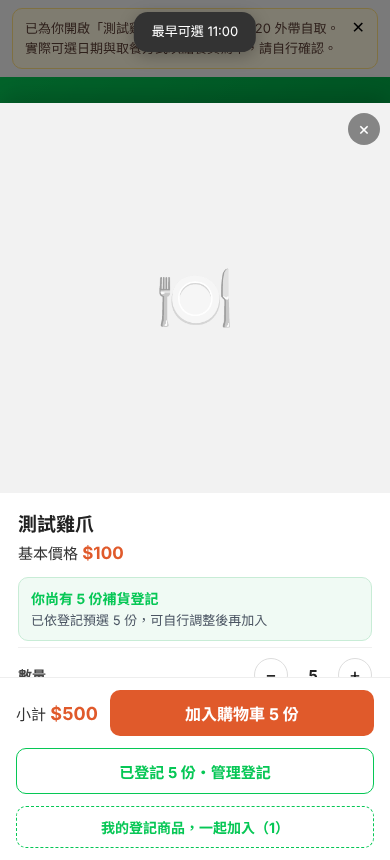 已為你開啟「測試 20 外帶自取。
實際可選日期與取 請自行確認。
✕
最早可選 11:00
×
測試雞爪
基本價格 $100
你尚有 5 份補貨登記
已依登記預選 5 份，可自行調整後再加入
數量 − 5 +
小計 $500
加入購物車 5 份
已登記 5 份・管理登記
我的登記商品，一起加入（1）